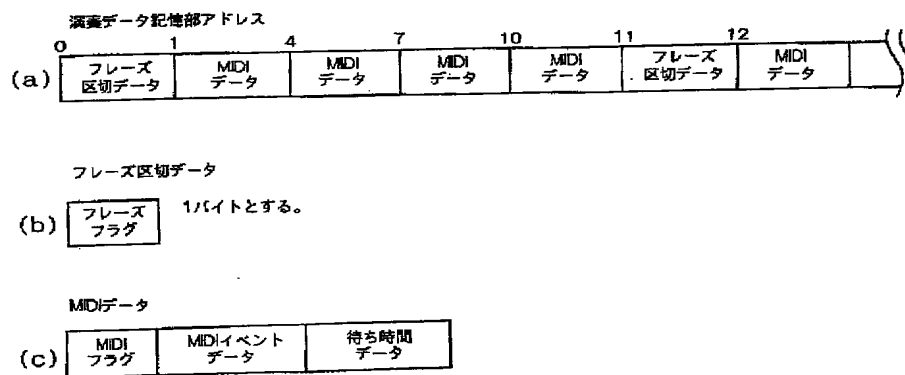 演奏データ記憶部アドレス
0 1 4 7 10 11 12
(a) フレーズ MIDI MIDI MIDI MIDI フレーズ MIDI
区切データ データ データ データ データ 区切データ データ
フレーズ区切データ
(b) フレーズ 1バイトとする。
フラグ
MIDIデータ
(c) MIDI MIDIイベント 待ち時間
フラグ データ データ